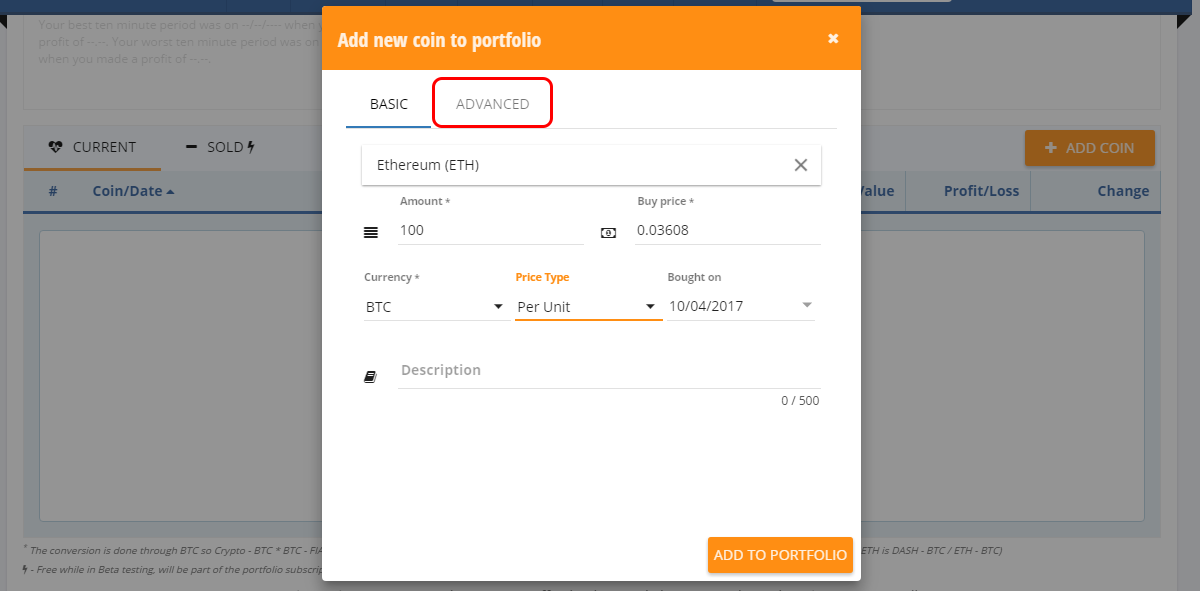 Your best ten minute period was on --/--/---- when y
profit of --.--. Your worst ten minute period was on
when you made a profit of --.--.
Add new coin to portfolio
BASIC ADVANCED
CURRENT SOLD
ADD COIN
Ethereum (ETH)
# Coin/Date
Value Profit/Loss Change
Amount * Buy price *
100 0.03608
Currency * Price Type Bought on
BTC Per Unit 10/04/2017
Description
0 / 500
ADD TO PORTFOLIO
* The conversion is done through BTC so Crypto - BTC * BTC - FIA
ETH is DASH - BTC / ETH - BTC)
- Free while in Beta testing, will be part of the portfolio subscrip